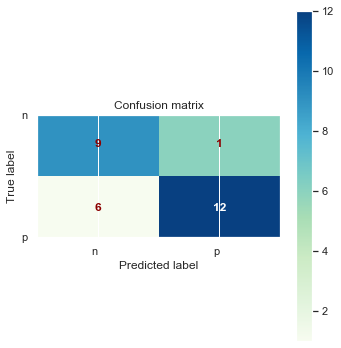 Confusion matrix
n
p
9
1
6
12
n
p
True label
Predicted label
12
10
8
6
4
2